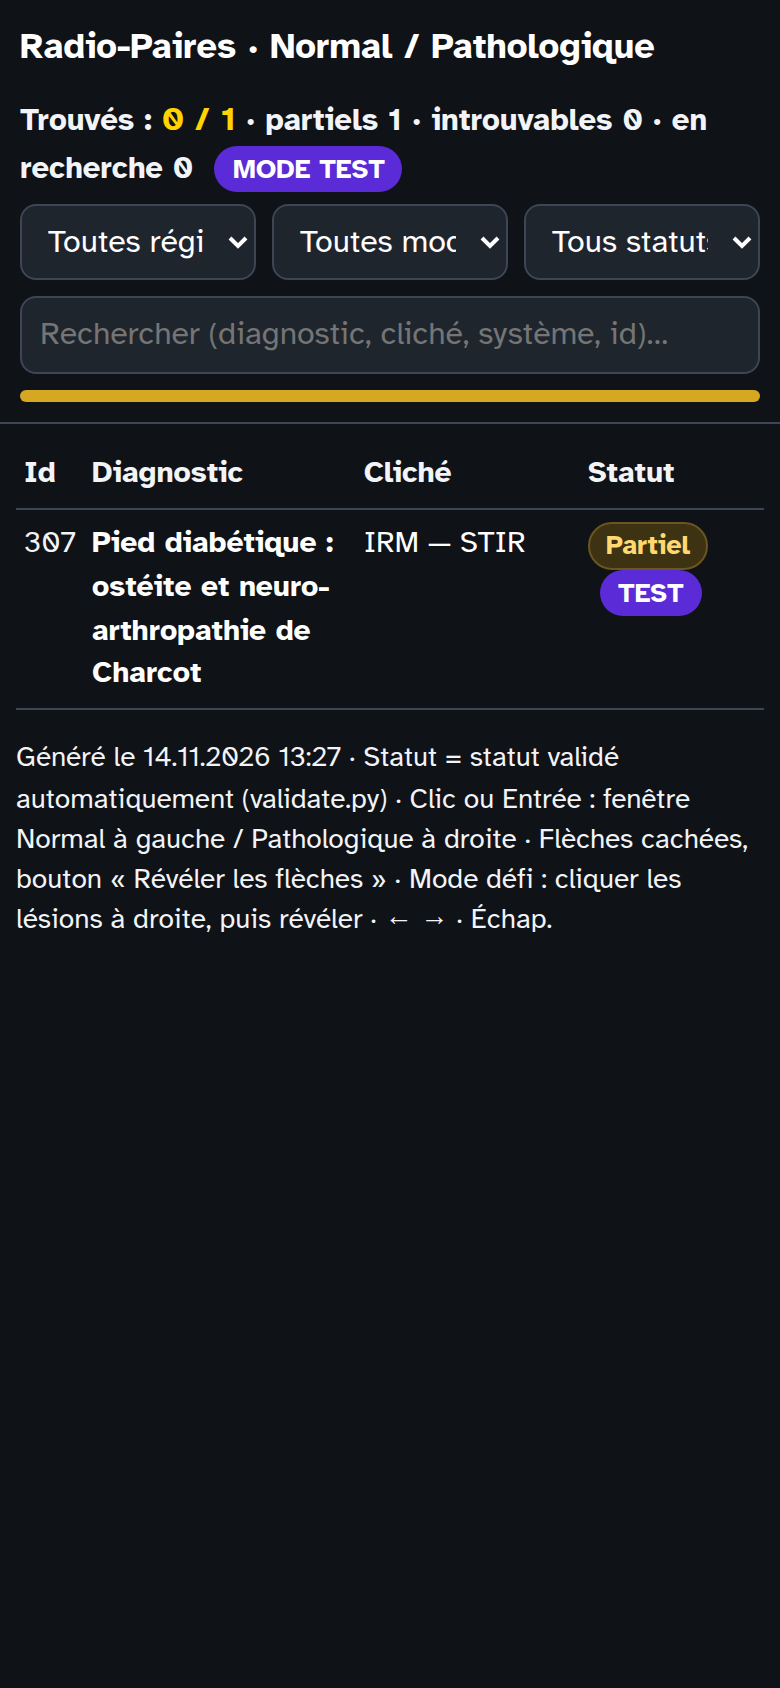 Radio-Paires · Normal / Pathologique
Trouvés : 0 / 1 · partiels 1 · introuvables 0 · en
recherche 0 MODE TEST
Toutes régi
Toutes moc
Tous statuts
Rechercher (diagnostic, cliché, système, id)...
Id Diagnostic Cliché Statut
307 Pied diabétique : IRM — STIR Partiel
ostéite et neuro- TEST
arthropathie de
Charcot
Généré le 14.11.2026 13:27 · Statut = statut validé
automatiquement (validate.py) · Clic ou Entrée : fenêtre
Normal à gauche / Pathologique à droite · Flèches cachées,
bouton « Révéler les flèches » · Mode défi : cliquer les
lésions à droite, puis révéler · ← → · Échap.